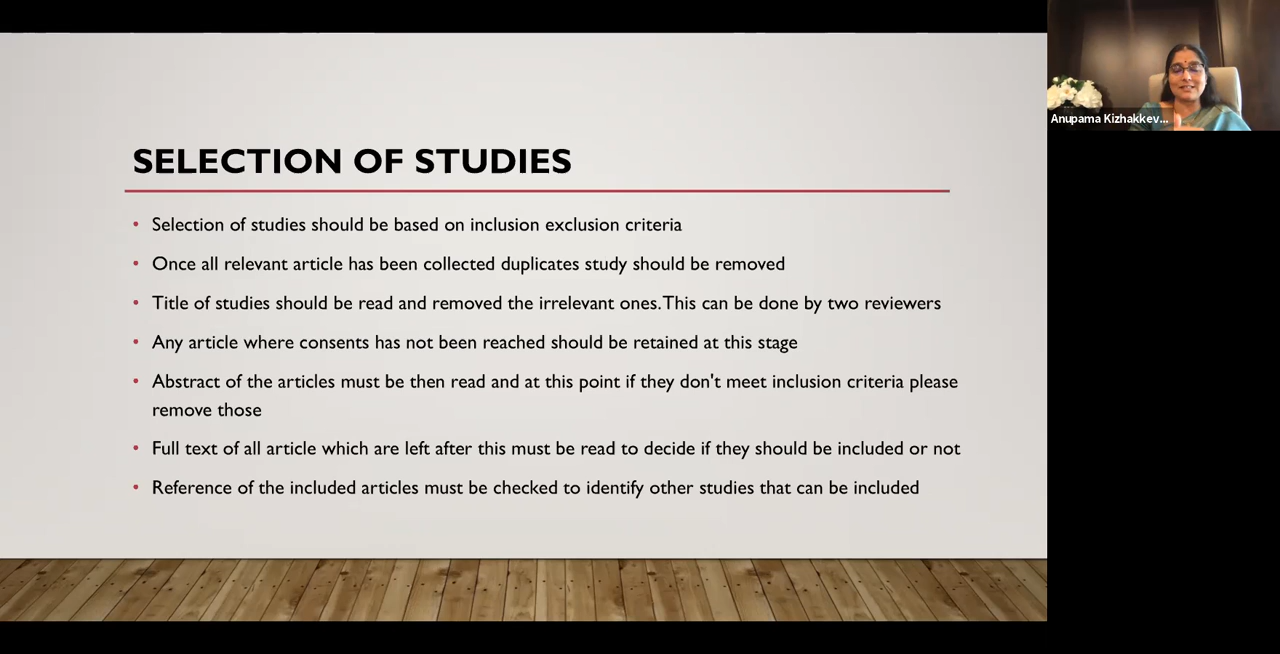 SELECTION OF STUDIES
• Selection of studies should be based on inclusion exclusion criteria
• Once all relevant article has been collected duplicates study should be removed
• Title of studies should be read and removed the irrelevant ones.This can be done by two reviewers
• Any article where consents has not been reached should be retained at this stage
• Abstract of the articles must be then read and at this point if they don't meet inclusion criteria please
remove those
• Full text of all article which are left after this must be read to decide if they should be included or not
• Reference of the included articles must be checked to identify other studies that can be included
Anupama Kizhakkev...